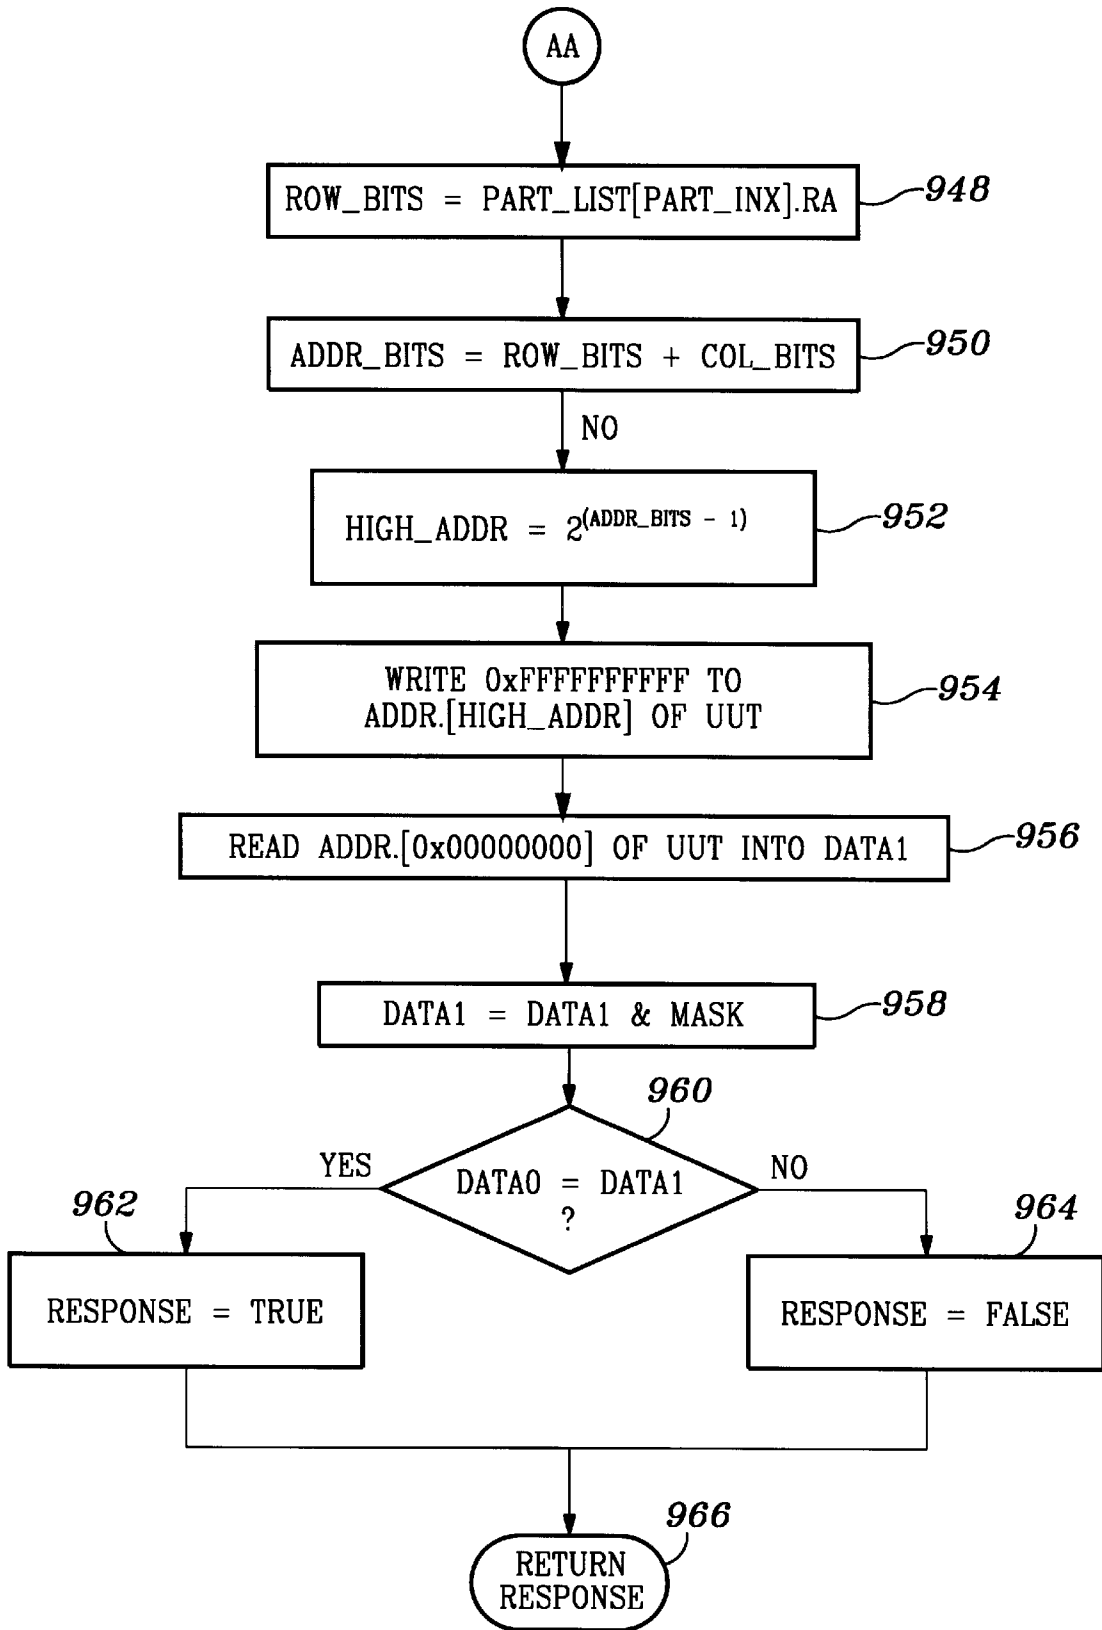 AA
ROW_BITS = PART_LIST[PART_INX].RA
948
ADDR_BITS = ROW_BITS + COL_BITS
950
NO
HIGH_ADDR = 2^(ADDR_BITS - 1)
952
WRITE 0xFFFFFFFFFF TO
ADDR.[HIGH_ADDR] OF UUT
954
READ ADDR.[0x00000000] OF UUT INTO DATA1
956
DATA1 = DATA1 & MASK
958
960
YES
DATA0 = DATA1
?
NO
962
964
RESPONSE = TRUE
RESPONSE = FALSE
966
RETURN
RESPONSE